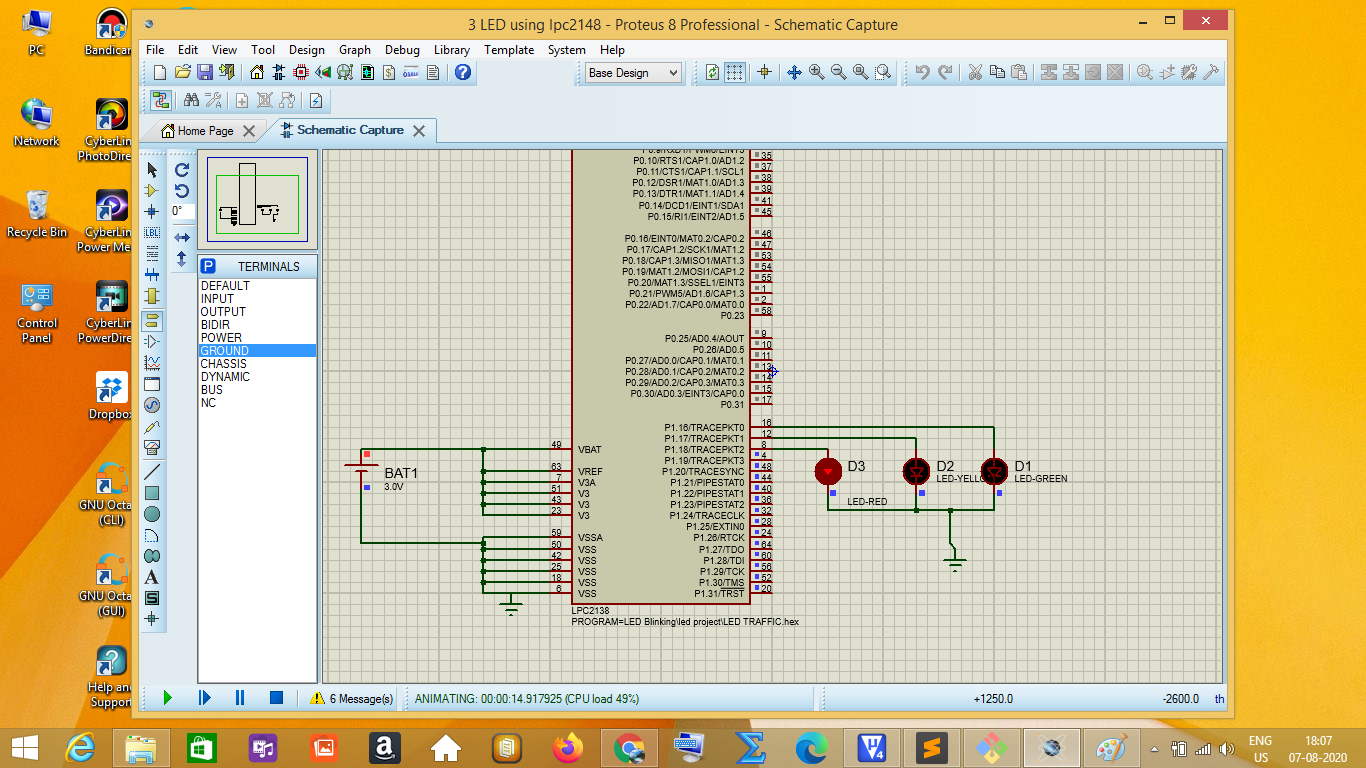 3 LED using lpc2148 - Proteus 8 Professional - Schematic Capture
File Edit View Tool Design Graph Debug Library Template System Help
Base Design
Home Page
Schematic Capture
PC
Bandicam
Network
CyberLin
PhotoDire
Recycle Bin
CyberLin
Power Me
Control
Panel
CyberLin
PowerDire
Dropbox
GNU Octa
(CLI)
GNU Octa
(GUI)
Help and
Support
0°
LBL
P TERMINALS
DEFAULT
INPUT
OUTPUT
BIDIR
POWER
GROUND
CHASSIS
DYNAMIC
BUS
NC
A
S
35
P0.10/RTS1/CAP1.0/AD1.2 37
P0.11/CTS1/CAP1.1/SCL1 38
P0.12/DSR1/MAT1.0/AD1.3 39
P0.13/DTR1/MAT1.1/AD1.4 41
P0.14/DCD1/EINT1/SDA1 45
P0.15/RI1/EINT2/AD1.5
P0.16/EINT0/MAT0.2/CAP0.2 46
P0.17/CAP1.2/SCK1/MAT1.2 47
P0.18/CAP1.3/MISO1/MAT1.3 53
P0.19/MAT1.2/MOSI1/CAP1.2 54
P0.20/MAT1.3/SSEL1/EINT3 55
P0.21/PWM5/AD1.6/CAP1.3 1
P0.22/AD1.7/CAP0.0/MAT0.0 2
P0.23 58
P0.25/AD0.4/AOUT 9
P0.26/AD0.5 10
P0.27/AD0.0/CAP0.1/MAT0.1 11
P0.28/AD0.1/CAP0.2/MAT0.2 13
P0.29/AD0.2/CAP0.3/MAT0.3 14
P0.30/AD0.3/EINT3/CAP0.0 15
P0.31 17
P1.16/TRACEPKT0 16
P1.17/TRACEPKT1 12
P1.18/TRACEPKT2 8
P1.19/TRACEPKT3 4
P1.20/TRACESYNC 48
P1.21/PIPESTAT0 44
P1.22/PIPESTAT1 40
P1.23/PIPESTAT2 36
P1.24/TRACECLK 32
P1.25/EXTIN0 28
P1.26/RTCK 24
P1.27/TDO 64
P1.28/TDI 60
P1.29/TCK 56
P1.30/TMS 52
P1.31/TRST 20
49 VBAT
63 VREF
7 V3A
51 V3
43 V3
23 V3
59 VSSA
50 VSS
42 VSS
25 VSS
18 VSS
6 VSS
BAT1
3.0V
D3
LED-RED
D2
LED-YELLO
D1
LED-GREEN
LPC2138
PROGRAM=LED Blinking\led project\LED TRAFFIC.hex
6 Message(s)
ANIMATING: 00:00:14.917925 (CPU load 49%)
+1250.0
-2600.0
th
ENG
US
18:07
07-08-2020